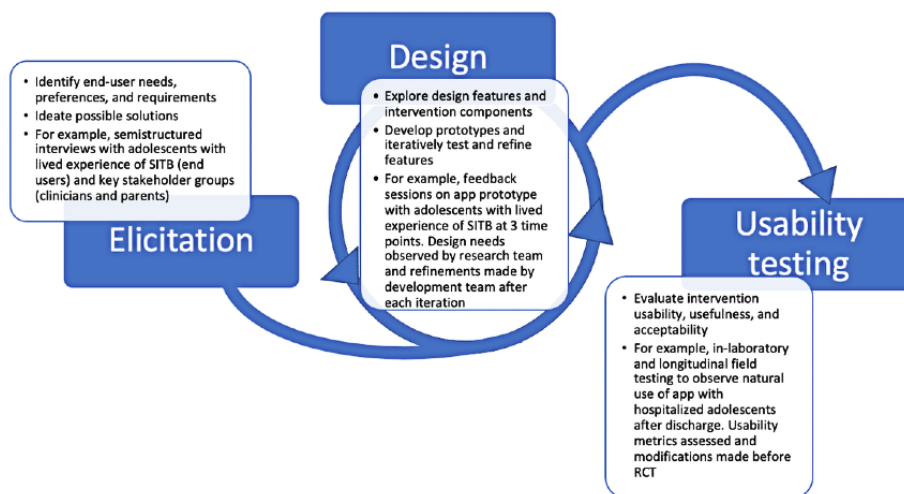 Elicitation
• Identify end-user needs,
preferences, and requirements
• Ideate possible solutions
• For example, semistructured
interviews with adolescents with
lived experience of SITB (end
users) and key stakeholder groups
(clinicians and parents)
Design
• Explore design features and
intervention components
• Develop prototypes and
iteratively test and refine
features
• For example, feedback
sessions on app prototype
with adolescents with lived
experience of SITB at 3 time
points. Design needs
observed by research team
and refinements made by
development team after
each iteration
Usability
testing
• Evaluate intervention
usability, usefulness, and
acceptability
• For example, in-laboratory
and longitudinal field
testing to observe natural
use of app with
hospitalized adolescents
after discharge. Usability
metrics assessed and
modifications made before
RCT